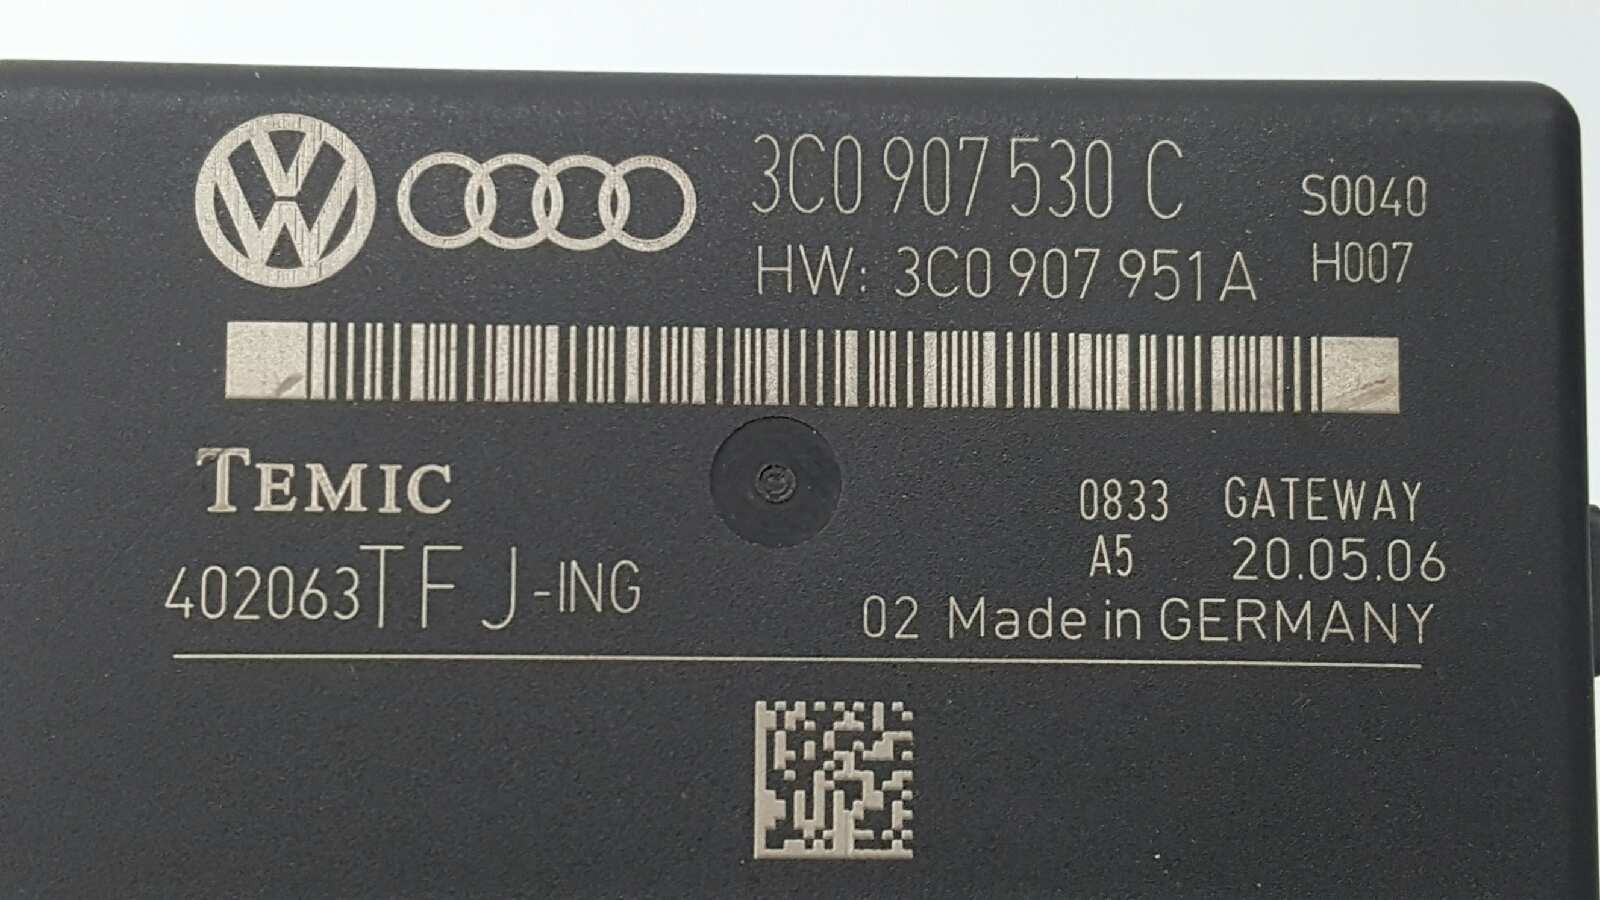 3C0 907 530 C S0040
HW: 3C0 907 951 A H007
TEMIC
0833 GATEWAY
A5 20.05.06
402063TFJ-ING
02 Made in GERMANY